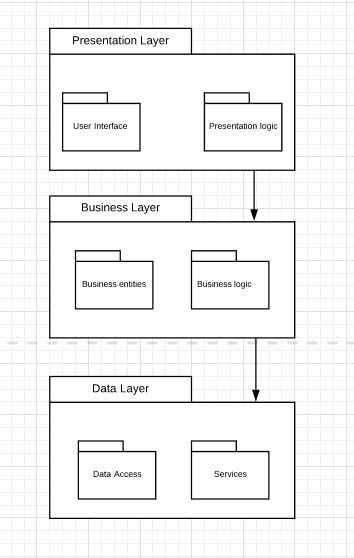 Presentation Layer
User Interface
Presentation logic
Business Layer
Business entities
Business logic
Data Layer
Data Access
Services